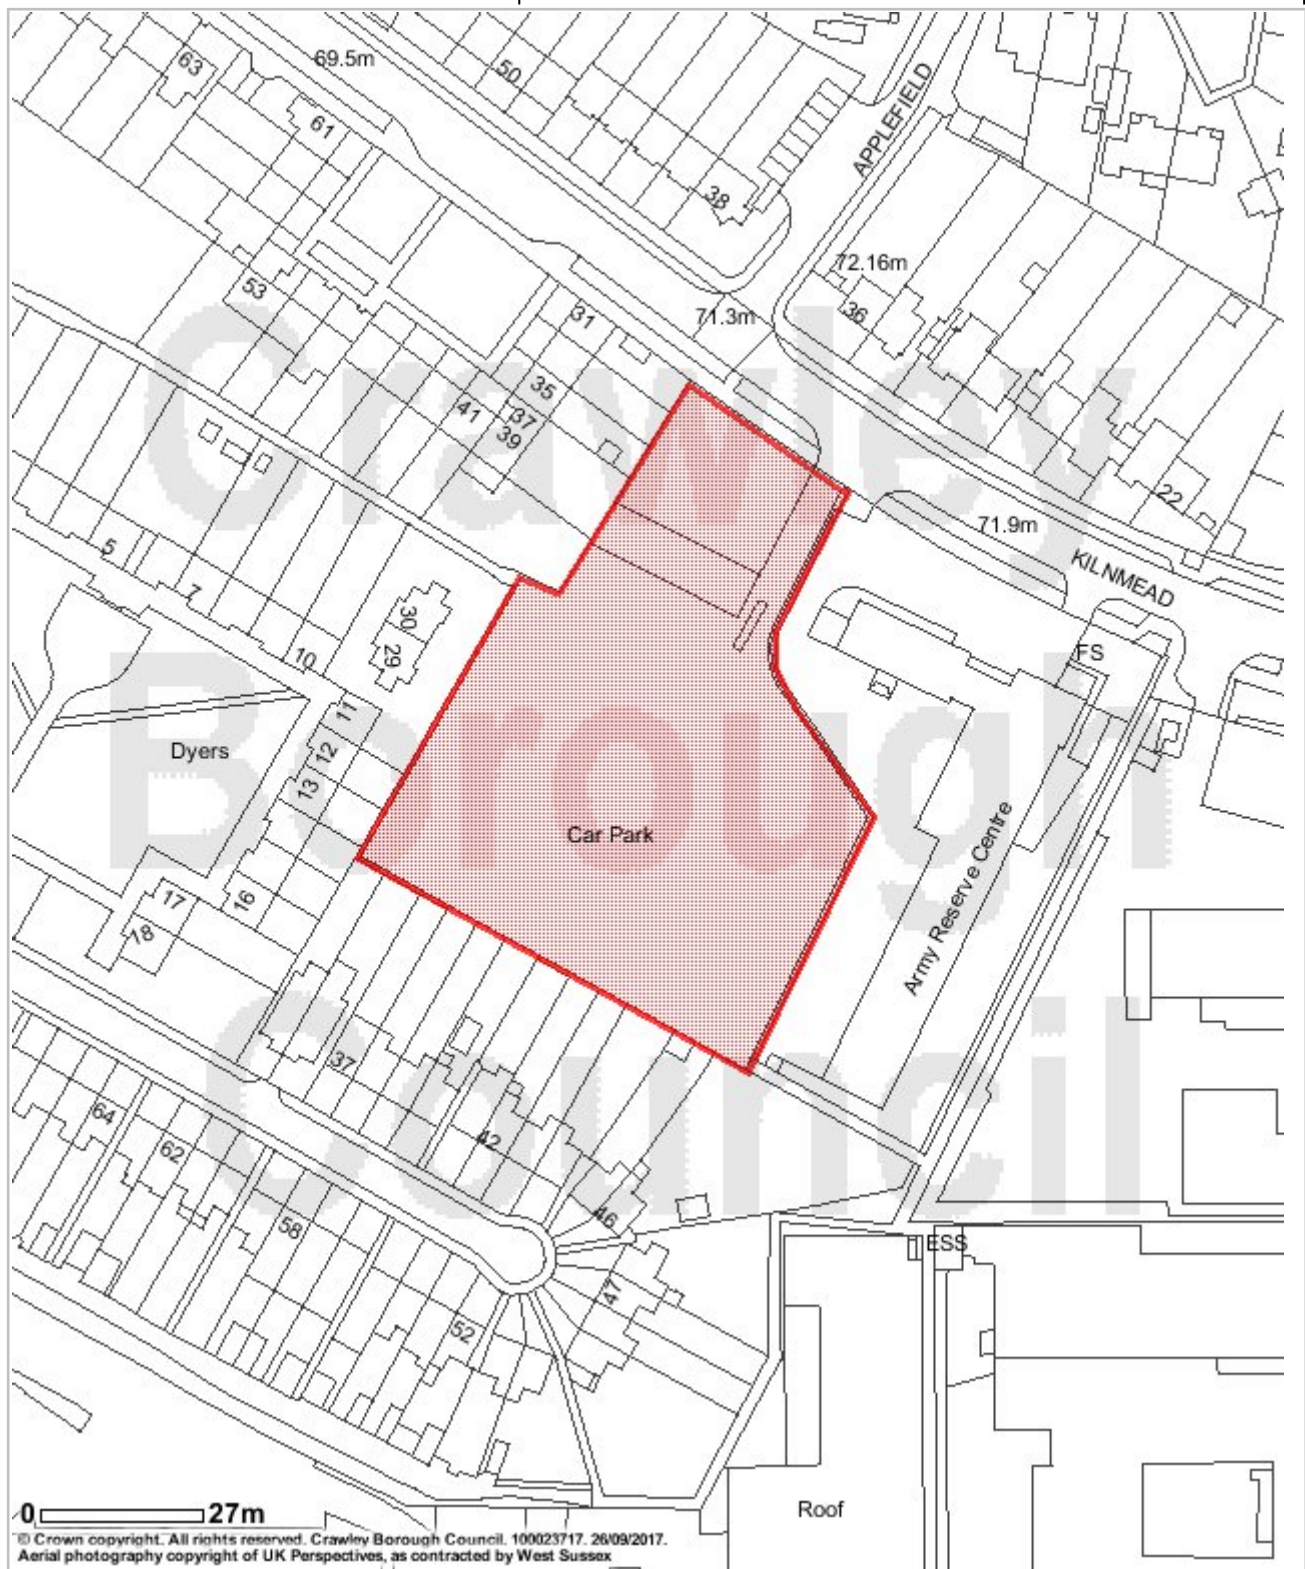 63
69.5m
50
61
APPLEFIELD
38
72.16m
53
31
71.3m
36
35
41
37
39
22
71.9m
KILNMEAD
5
7
30
29
10
FS
11
12
13
Dyers
Car Park
Army Reserve Centre
17
16
18
37
64
42
62
58
46
ESS
47
52
Crawley
Borough
Council
Roof
0 27m
© Crown copyright. All rights reserved. Crawley Borough Council. 100023717. 26/09/2017.
Aerial photography copyright of UK Perspectives, as contracted by West Sussex